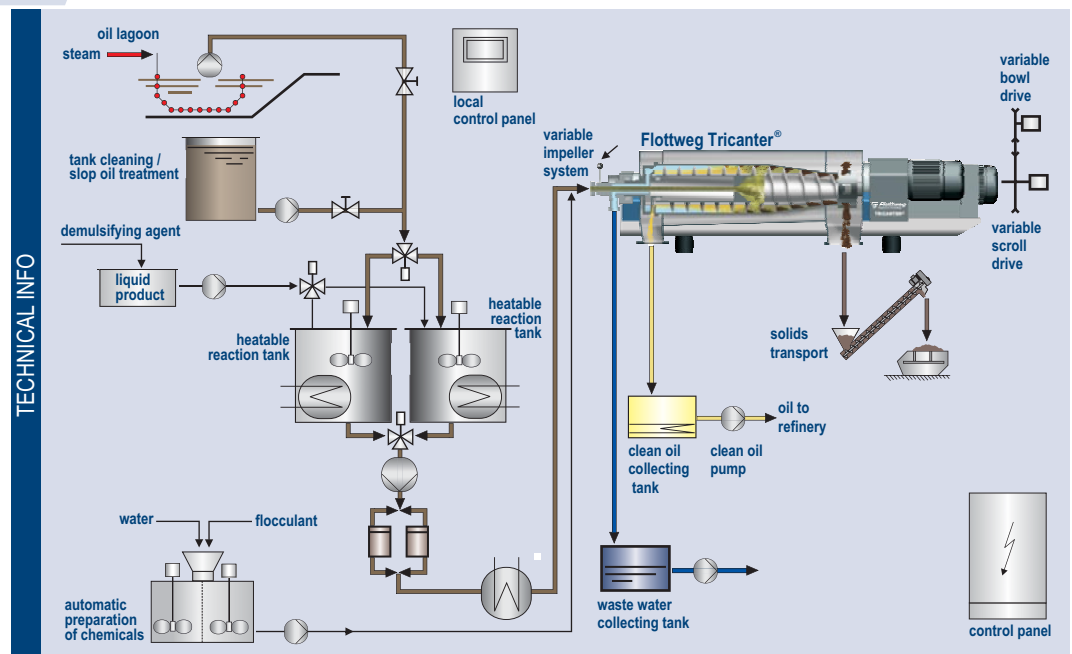 TECHNICAL INFO
oil lagoon
steam
local
control panel
variable
bowl
drive
variable
impeller
system
Flottweg Tricanter®
tank cleaning /
slop oil treatment
Flottweg
TRICANTER®
variable
scroll
drive
demulsifying agent
liquid
product
heatable
reaction tank
heatable
reaction
tank
solids
transport
oil to
refinery
clean oil
collecting
tank
clean oil
pump
water
flocculant
automatic
preparation
of chemicals
waste water
collecting tank
control panel